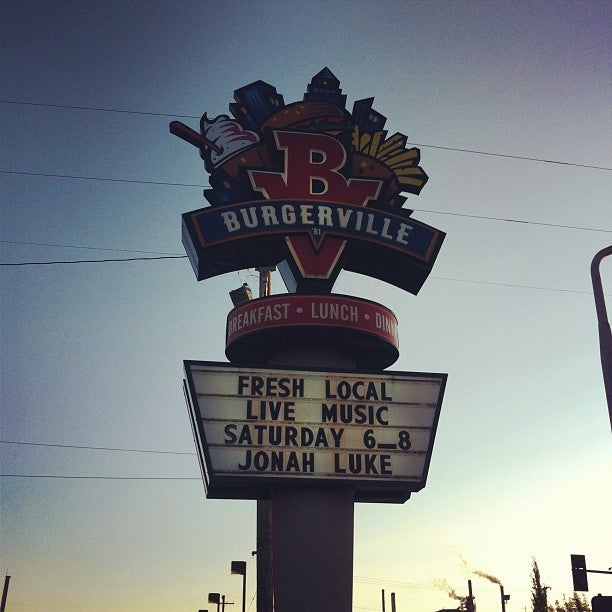 B
BURGERVILLE
61
BREAKFAST • LUNCH •
FRESH LOCAL
LIVE MUSIC
SATURDAY 6_8
JONAH LUKE